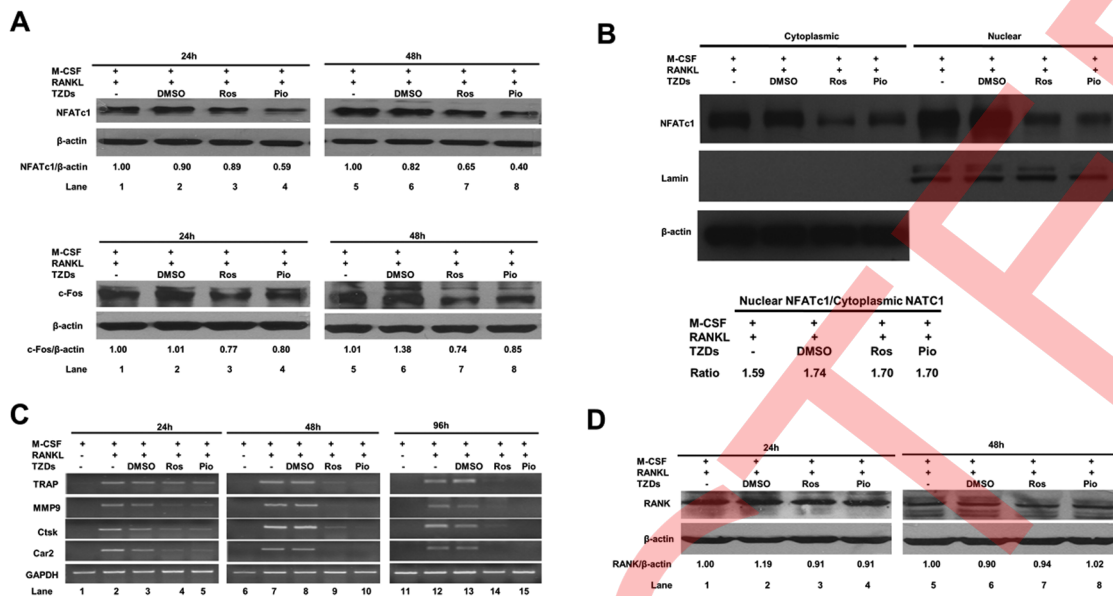 A
24h 48h
M-CSF + + + + + + + +
RANKL + + + + + + + +
TZDs - DMSO Ros Pio - DMSO Ros Pio
NFATc1
β-actin
NFATc1/β-actin 1.00 0.90 0.89 0.59 1.00 0.82 0.65 0.40
Lane 1 2 3 4 5 6 7 8
24h 48h
M-CSF + + + + + + + +
RANKL + + + + + + + +
TZDs - DMSO Ros Pio - DMSO Ros Pio
c-Fos
β-actin
c-Fos/β-actin 1.00 1.01 0.77 0.80 1.01 1.38 0.74 0.85
Lane 1 2 3 4 5 6 7 8
B
Cytoplasmic Nuclear
M-CSF + + + + + + + +
RANKL + + + + + + + +
TZDs - DMSO Ros Pio - DMSO Ros Pio
NFATc1
Lamin
β-actin
Nuclear NFATc1/Cytoplasmic NATC1
M-CSF + + + +
RANKL + + + +
TZDs - DMSO Ros Pio
Ratio 1.59 1.74 1.70 1.70
C
24h 48h 96h
M-CSF + + + + + + + + + + + + + + +
RANKL - + + + + - + + + + - + + + +
TZDs - DMSO Ros Pio - DMSO Ros Pio - DMSO Ros Pio
TRAP
MMP9
Ctsk
Car2
GAPDH
Lane 1 2 3 4 5 6 7 8 9 10 11 12 13 14 15
D
24h 48h
M-CSF + + + + + + + +
RANKL + + + + + + + +
TZDs - DMSO Ros Pio - DMSO Ros Pio
RANK
β-actin
RANK/β-actin 1.00 1.19 0.91 0.91 1.00 0.90 0.94 1.02
Lane 1 2 3 4 5 6 7 8